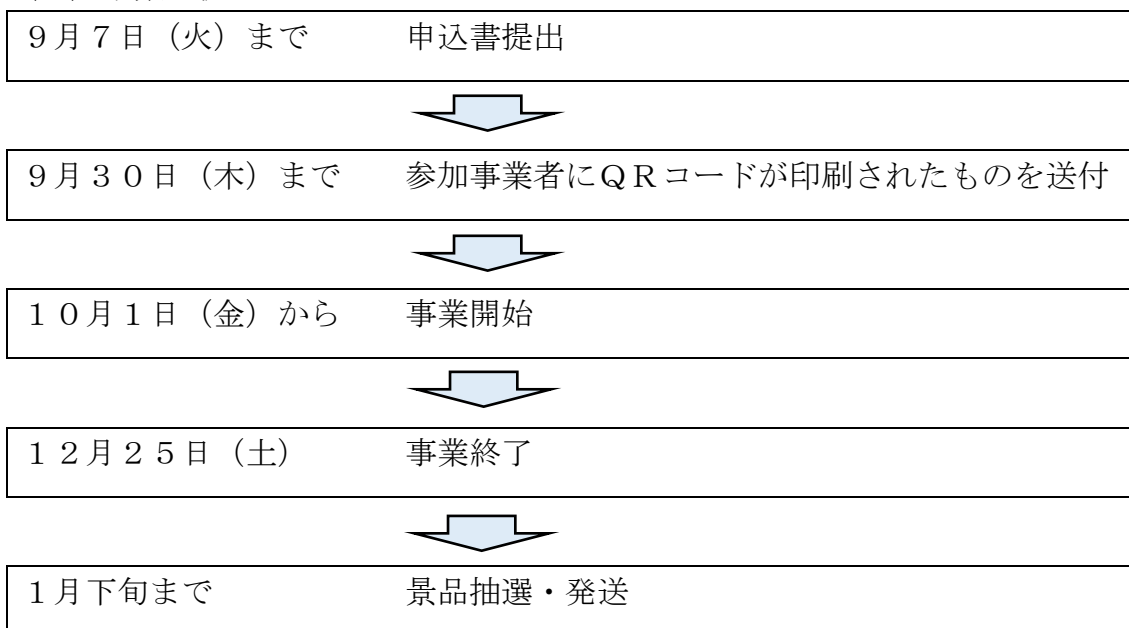 ９月７日（火）まで　　　申込書提出
９月３０日（木）まで　　参加事業者にＱＲコードが印刷されたものを送付
１０月１日（金）から　　事業開始
１２月２５日（土）　　　事業終了
１月下旬まで　　　　　　景品抽選・発送